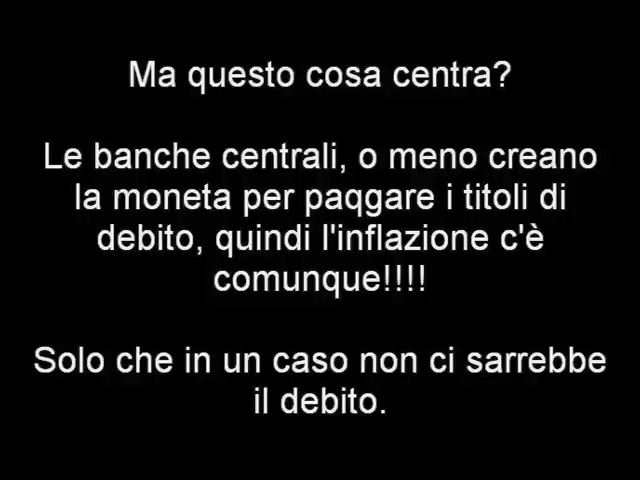 Ma questo cosa centra?
Le banche centrali, o meno creano
la moneta per paqgare i titoli di
debito, quindi l'inflazione c'è
comunque!!!!
Solo che in un caso non ci sarrebbe
il debito.